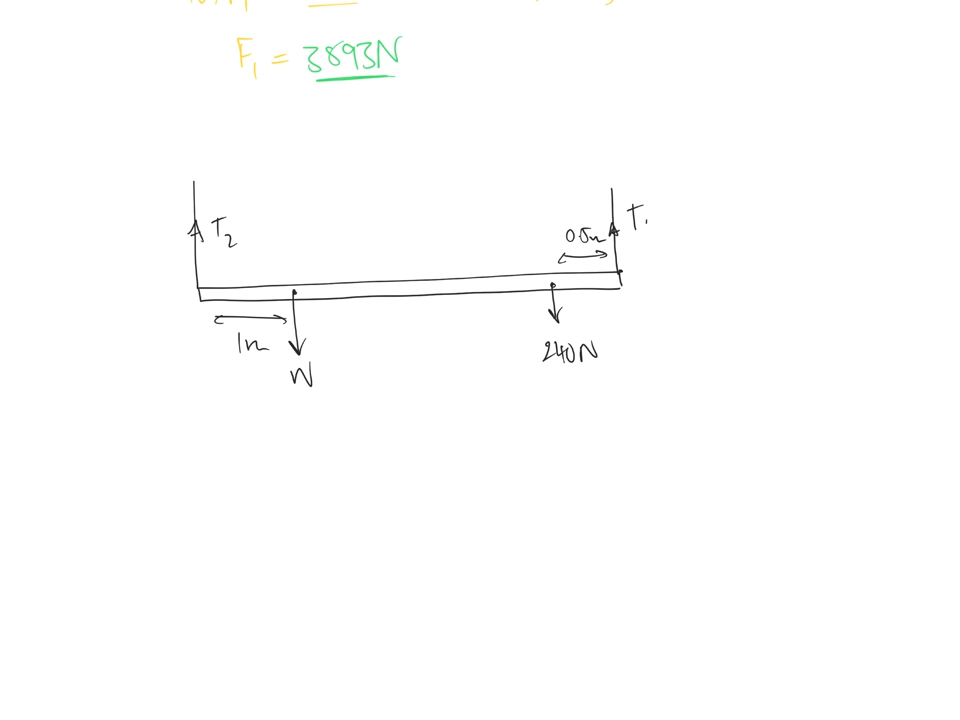 F₁ = 3893N
T₂
T₁
0.5m
1m
W
240N